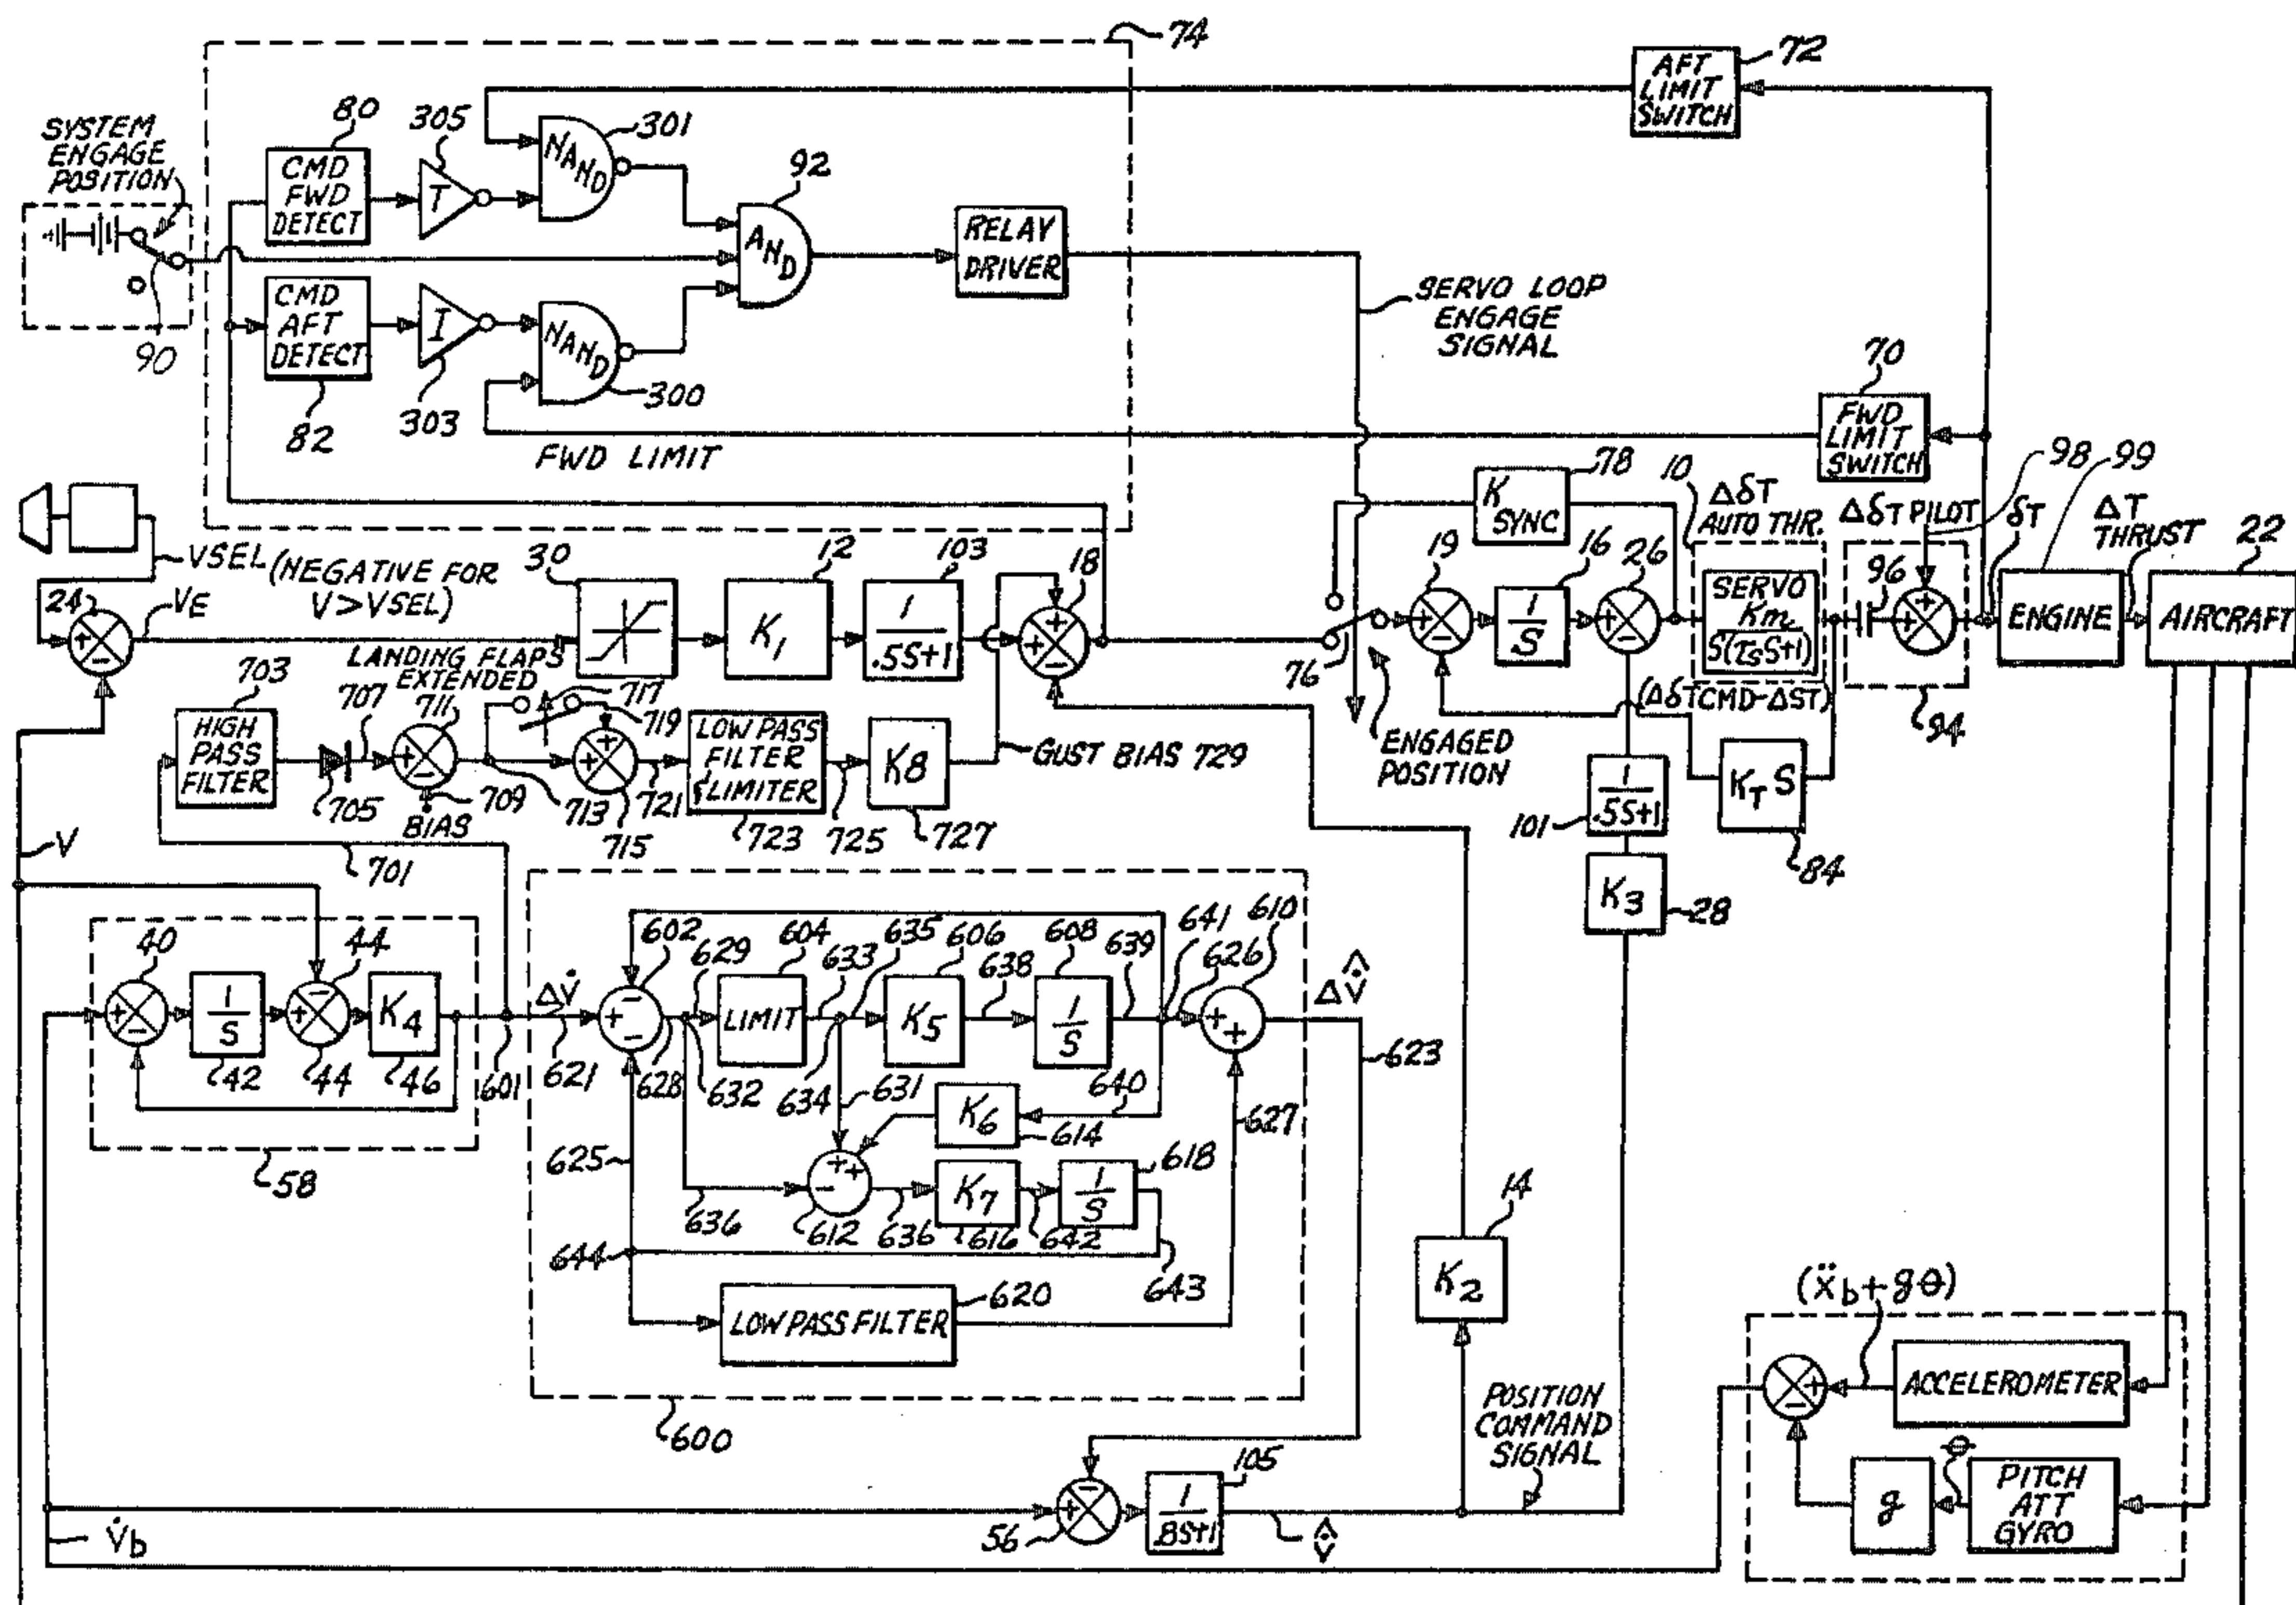 74
AFT
LIMIT
SWITCH
72
SYSTEM
ENGAGE
POSITION
80
305
301
92
CMD
FWD
DETECT
T
NAND
AND
RELAY
DRIVER
CMD
AFT
DETECT
I
NAND
90
82
303
300
FWD LIMIT
SERVO LOOP
ENGAGE
SIGNAL
70
FWD
LIMIT
SWITCH
98
99
78
K
SYNC
10
ΔδT
AUTO THR.
ΔδT PILOT
δT
ΔT
THRUST
22
VSEL (NEGATIVE FOR
V > VSEL)
24
VE
+
-
30
12
K1
103
1
.5S+1
18
+
+
-
76
19
+
-
16
1
S
26
+
-
SERVO
Km
S(τsS+1)
96
+
+
ENGINE
AIRCRAFT
(ΔδTCMD-ΔST)
94
LANDING FLAPS
EXTENDED
703
HIGH
PASS
FILTER
705
707
711
+
-
709
BIAS
713
717
719
+
+
715
721
LOW PASS
FILTER
& LIMITER
723
725
K8
727
GUST BIAS 729
ENGAGED
POSITION
1
.5S+1
101
KT S
84
K3
28
V
701
40
+
-
1
S
42
44
-
+
44
K4
46
601
58
Δv̇
621
602
-
+
-
628
629
632
604
LIMIT
633
634
635
631
606
K5
638
608
1
S
639
641
626
610
+
+
Δv̇̂
623
640
K6
614
627
625
636
+
+
-
612
636
K7
616
642
1
S
618
643
644
LOW PASS FILTER
620
600
14
K2
(ẍb+gθ)
+
-
ACCELEROMETER
g
θ
PITCH
ATT
GYRO
POSITION
COMMAND
SIGNAL
-
+
56
1
.8S+1
105
v̇̂
v̇b